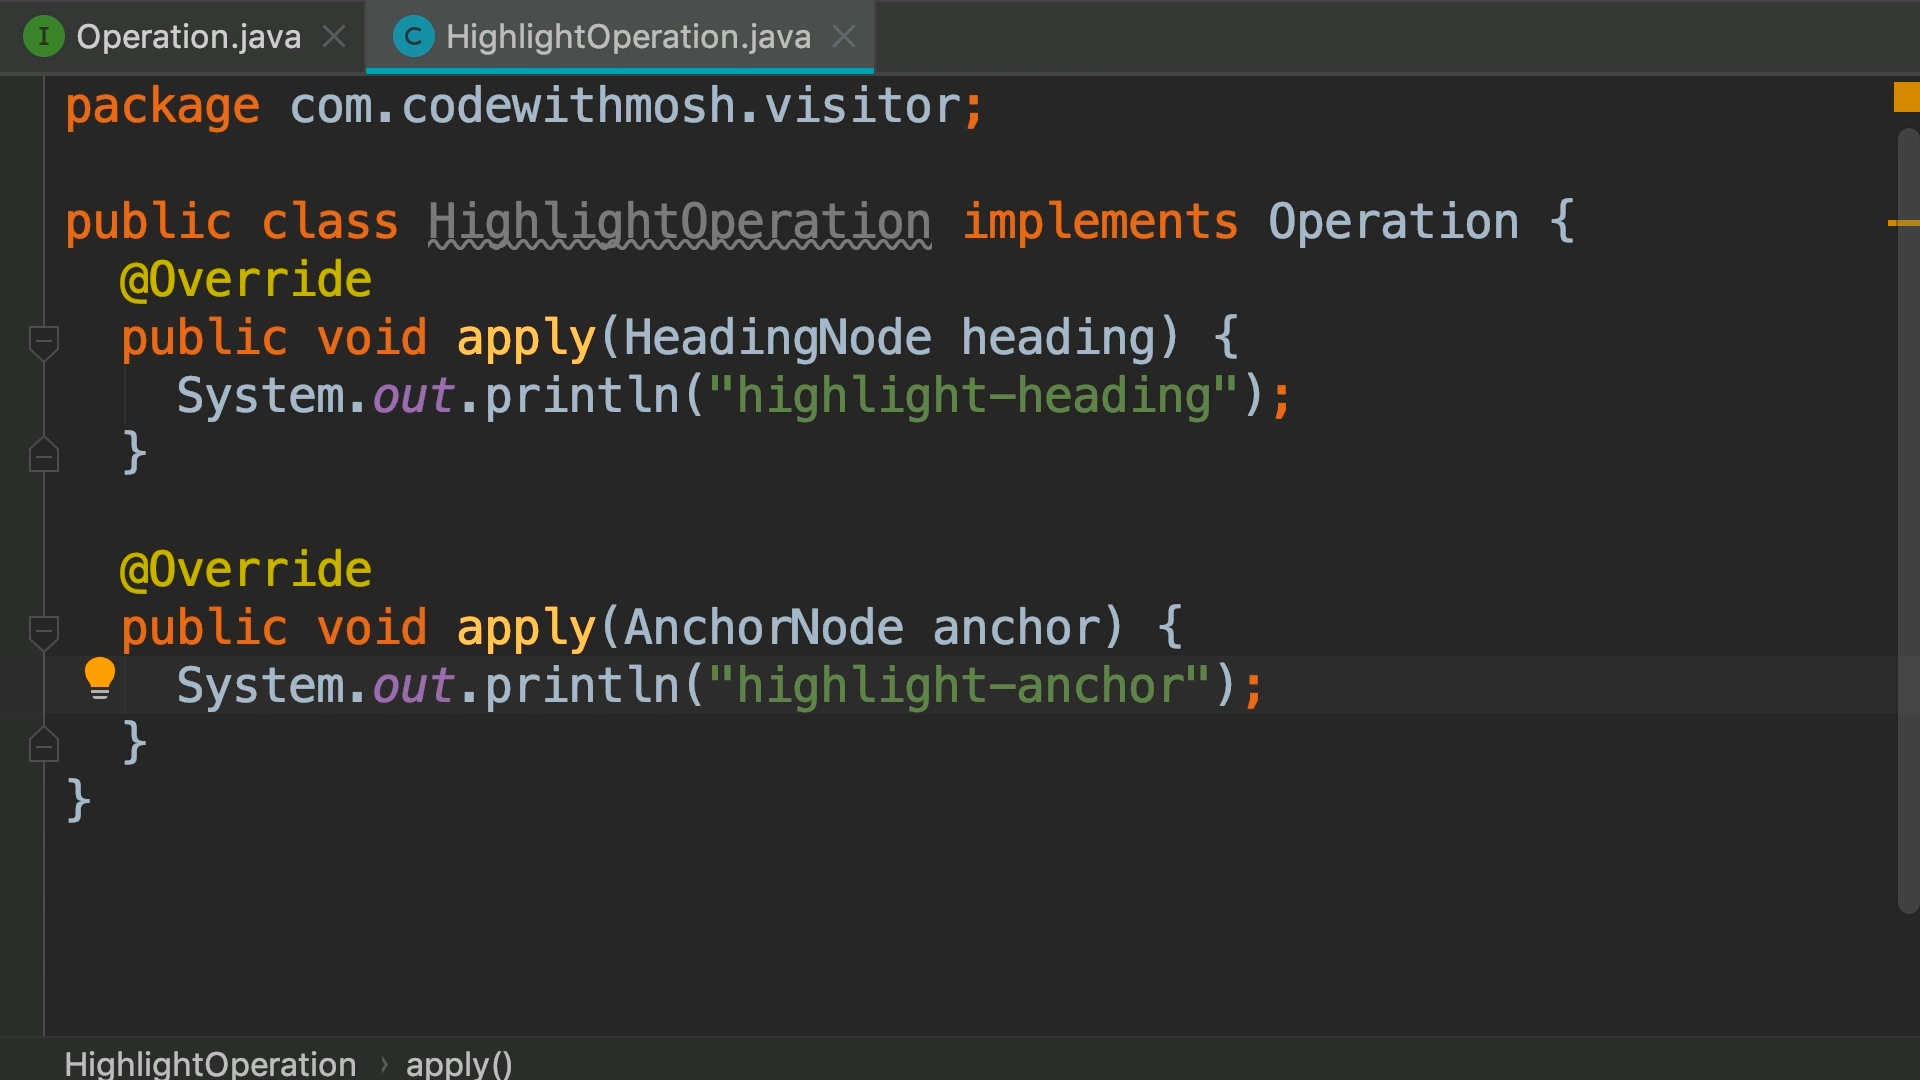 Operation.java HighlightOperation.java
package com.codewithmosh.visitor;
public class HighlightOperation implements Operation {
@Override
public void apply(HeadingNode heading) {
System.out.println("highlight-heading");
}
@Override
public void apply(AnchorNode anchor) {
System.out.println("highlight-anchor");
}
}
HighlightOperation › apply()